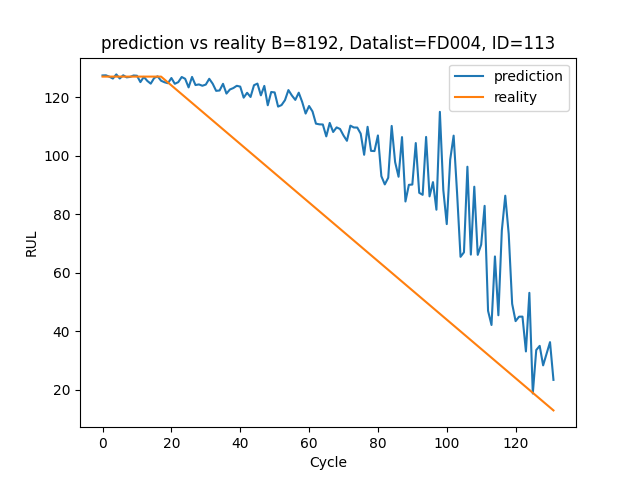 prediction vs reality B=8192, Datalist=FD004, ID=113
prediction
reality
RUL
120
100
80
60
40
20
0 20 40 60 80 100 120
Cycle